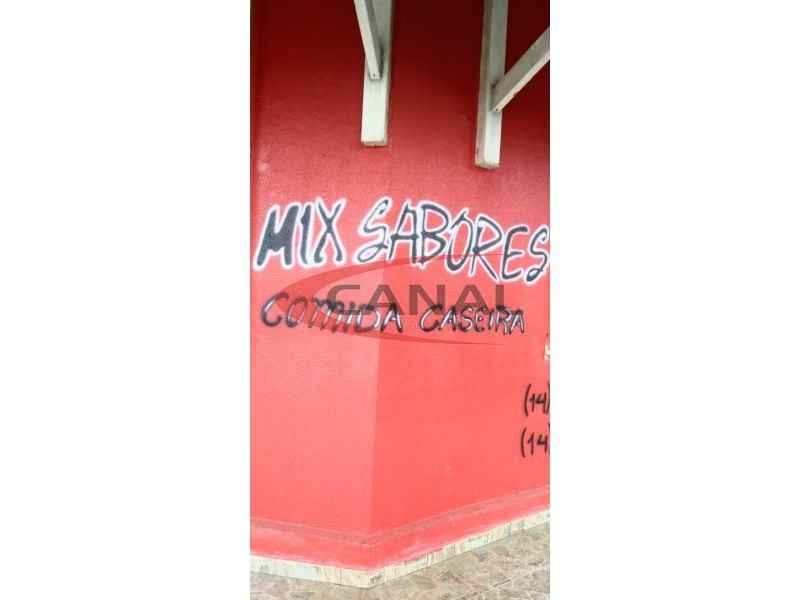 MIX SABORES
CANAL
COMIDA CASEIRA
(14)
(14)